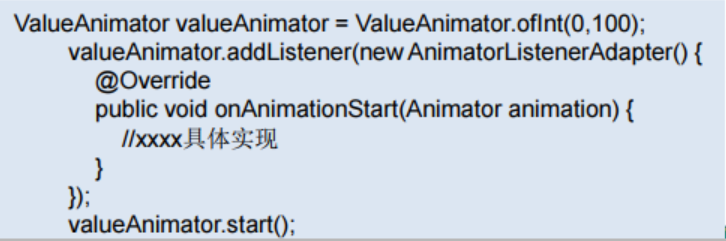 ValueAnimator valueAnimator = ValueAnimator.ofInt(0,100);
valueAnimator.addListener(new AnimatorListenerAdapter() {
@Override
public void onAnimationStart(Animator animation) {
//xxxx具体实现
}
});
valueAnimator.start();